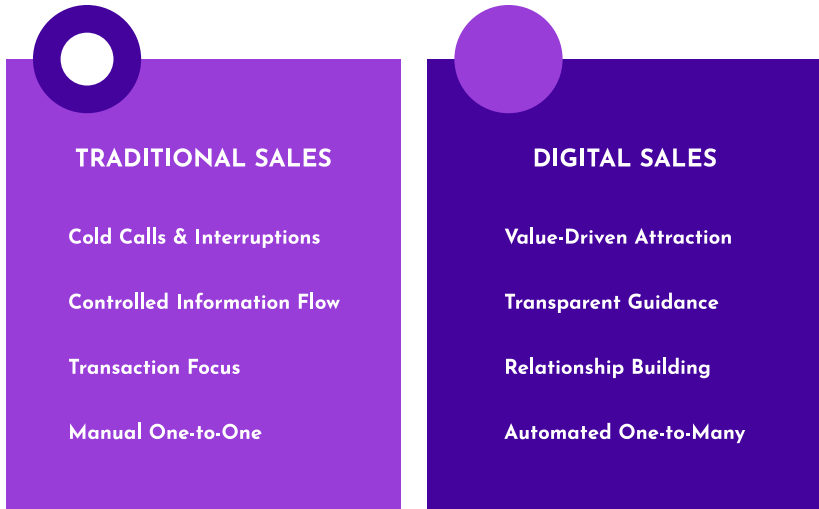 TRADITIONAL SALES
Cold Calls & Interruptions
Controlled Information Flow
Transaction Focus
Manual One-to-One
DIGITAL SALES
Value-Driven Attraction
Transparent Guidance
Relationship Building
Automated One-to-Many